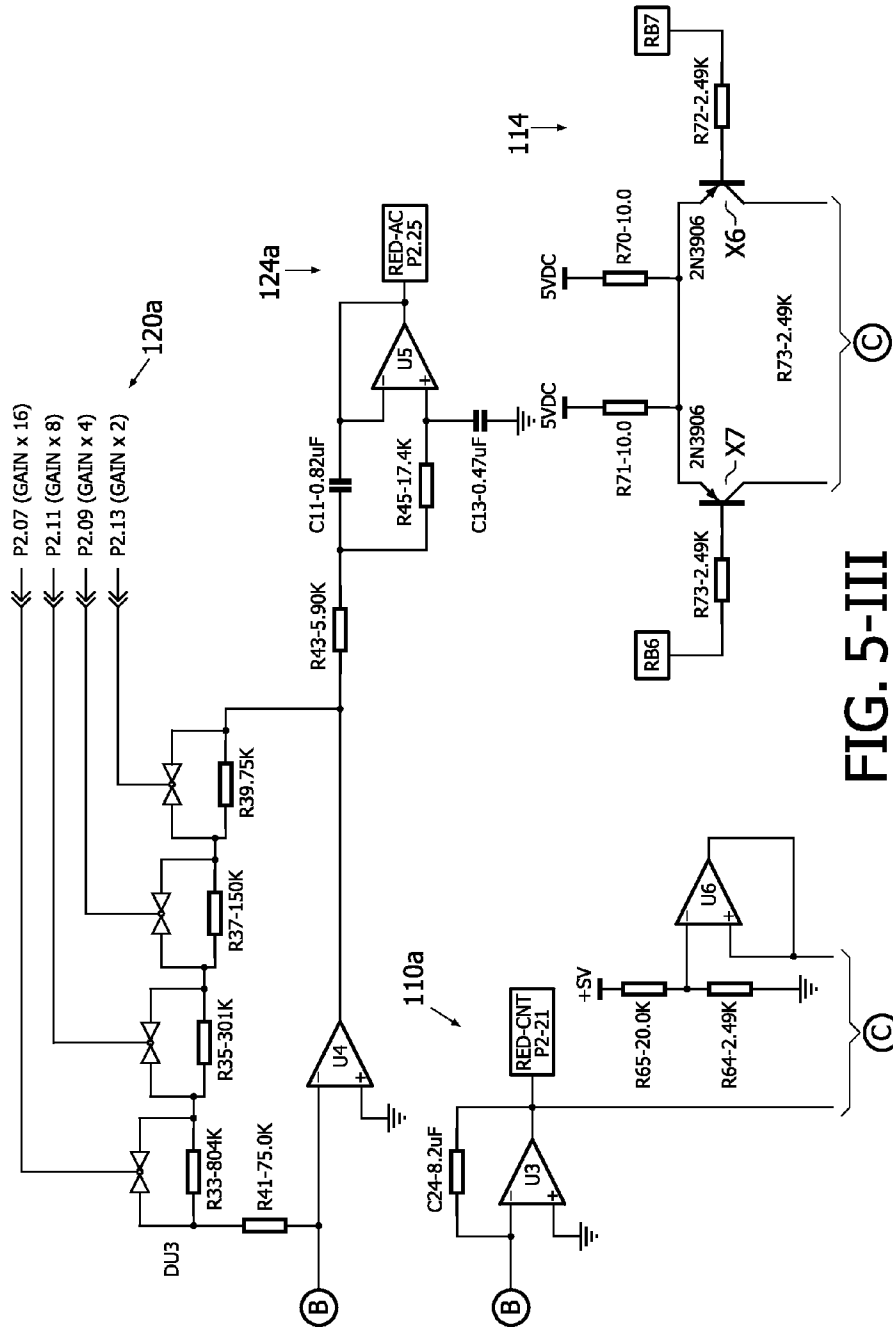 P2.07 (GAIN x 16)
P2.11 (GAIN x 8)
P2.09 (GAIN x 4)
P2.13 (GAIN x 2)
120a
DU3
R33-804K
R35-301K
R37-150K
R39.75K
R41-75.0K
B
U4
R43-5.90K
C11-0.82uF
R45-17.4K
C13-0.47uF
U5
RED-AC
P2.25
124a
B
C24-8.2uF
U3
RED-CNT
P2-21
110a
+SV
R65-20.0K
R64-2.49K
U6
C
RB6
R73-2.49K
5VDC
R71-10.0
2N3906
X7
5VDC
R70-10.0
2N3906
X6
R72-2.49K
RB7
114
R73-2.49K
C
FIG. 5-III